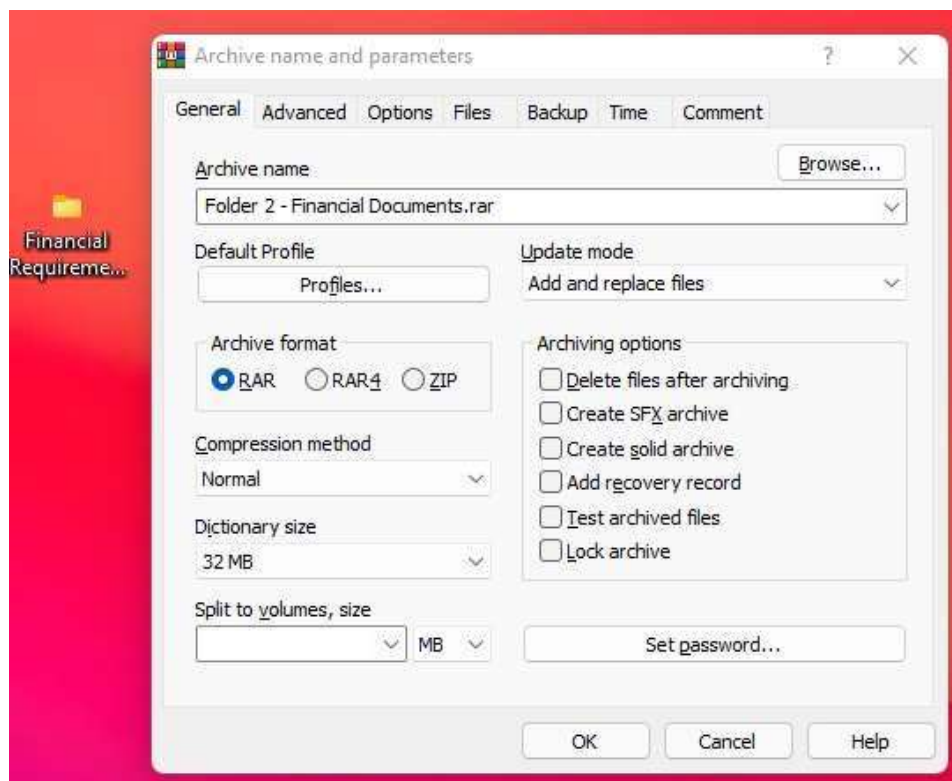 Archive name and parameters
?
General Advanced Options Files Backup Time Comment
Archive name
Browse...
Folder 2 - Financial Documents.rar
Financial
Requireme...
Default Profile
Profiles...
Update mode
Add and replace files
Archive format
RAR RAR4 ZIP
Compression method
Normal
Dictionary size
32 MB
Split to volumes, size
MB
Archiving options
Delete files after archiving
Create SFX archive
Create solid archive
Add recovery record
Test archived files
Lock archive
Set password...
OK Cancel Help